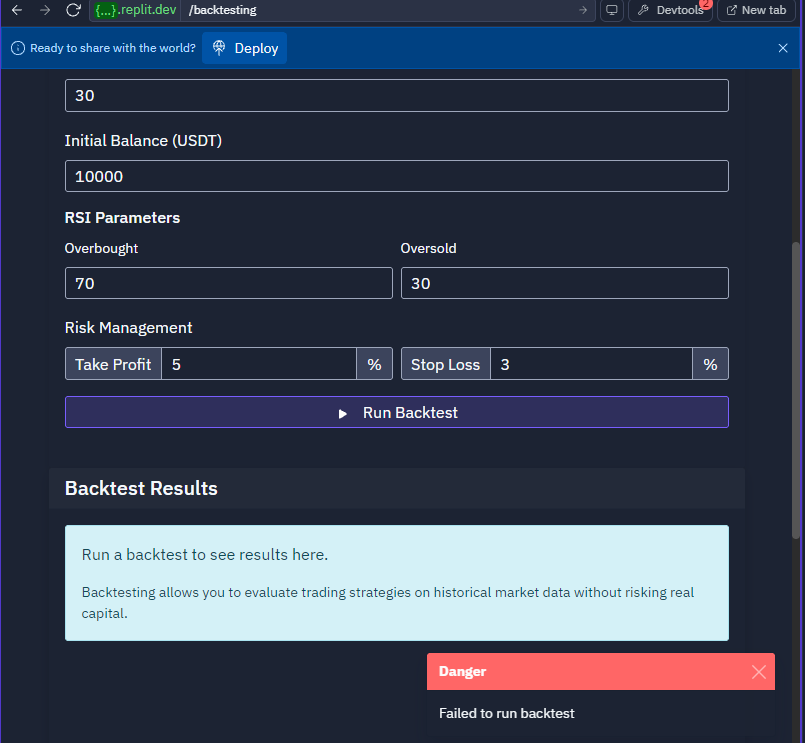 {...}.replit.dev /backtesting Devtools 2 New tab
Ready to share with the world? Deploy
30
Initial Balance (USDT)
10000
RSI Parameters
Overbought Oversold
70 30
Risk Management
Take Profit 5 % Stop Loss 3 %
Run Backtest
Backtest Results
Run a backtest to see results here.
Backtesting allows you to evaluate trading strategies on historical market data without risking real
capital.
Danger
Failed to run backtest